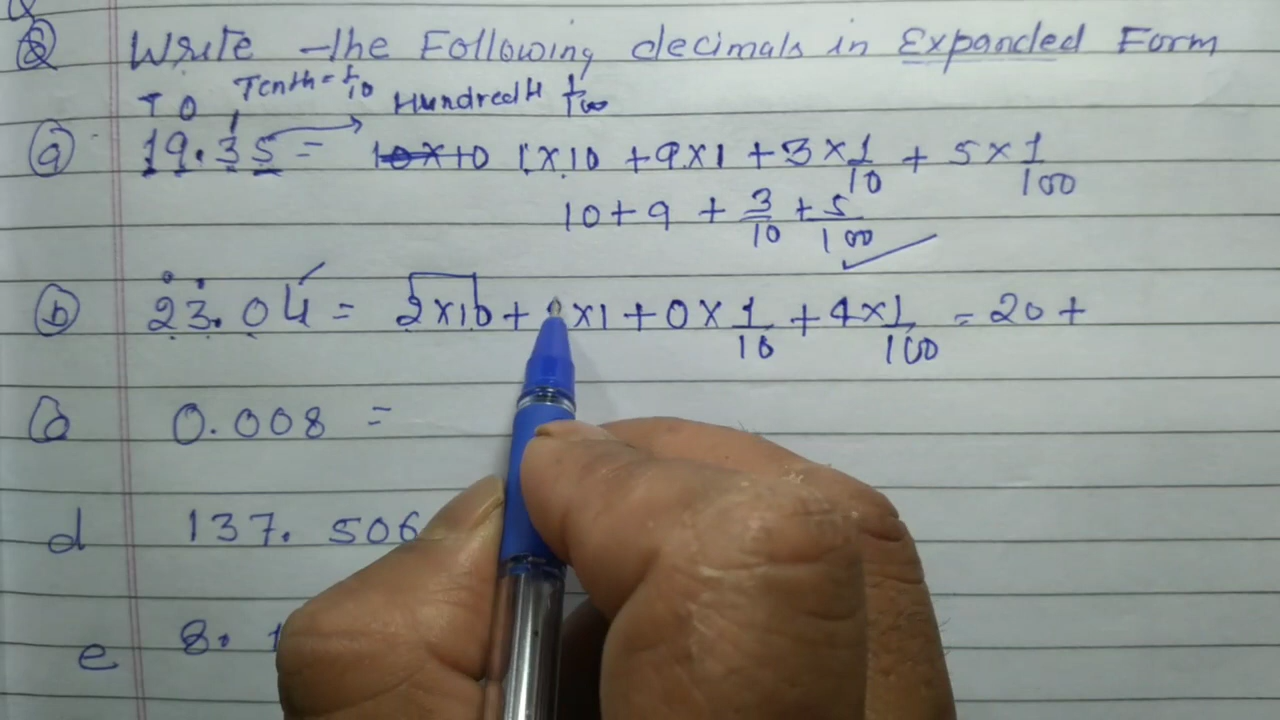 Q Write the Following decimals in Expanded Form
T O Tenth = 1/10 Hundredth 1/100
a 19.35 = 1×10 + 9×1 + 3×1/10 + 5×1/100
10 + 9 + 3/10 + 5/100
b 23.04 = 2×10 + ×1 + 0×1/10 + 4×1/100 = 20 +
0.008 =
d 137.506
e 8.